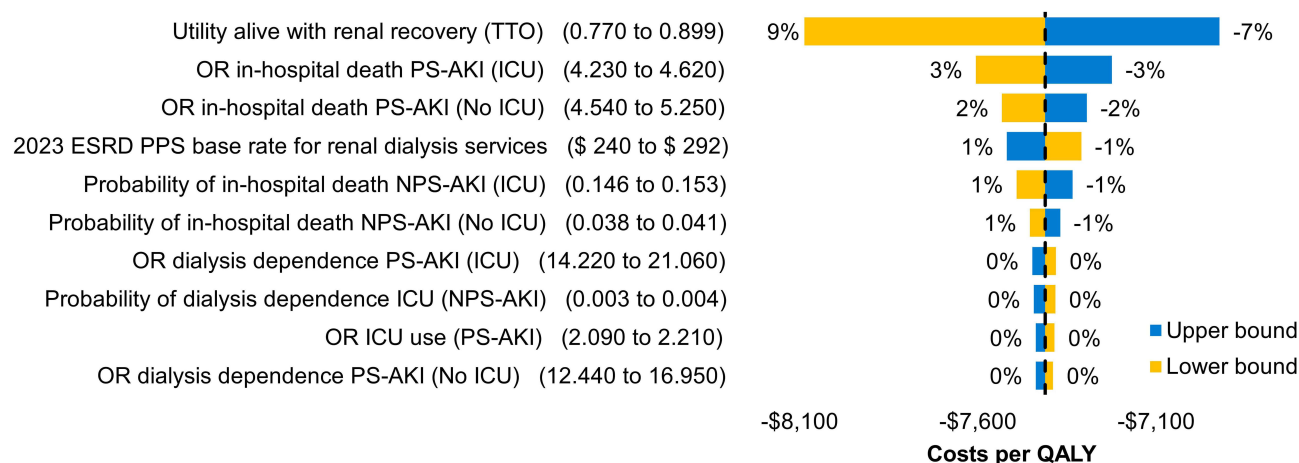 Utility alive with renal recovery (TTO) (0.770 to 0.899) 9% -7%
OR in-hospital death PS-AKI (ICU) (4.230 to 4.620) 3% -3%
OR in-hospital death PS-AKI (No ICU) (4.540 to 5.250) 2% -2%
2023 ESRD PPS base rate for renal dialysis services ($ 240 to $ 292) 1% -1%
Probability of in-hospital death NPS-AKI (ICU) (0.146 to 0.153) 1% -1%
Probability of in-hospital death NPS-AKI (No ICU) (0.038 to 0.041) 1% -1%
OR dialysis dependence PS-AKI (ICU) (14.220 to 21.060) 0% 0%
Probability of dialysis dependence ICU (NPS-AKI) (0.003 to 0.004) 0% 0%
OR ICU use (PS-AKI) (2.090 to 2.210) 0% 0%
OR dialysis dependence PS-AKI (No ICU) (12.440 to 16.950) 0% 0%
Upper bound
Lower bound
-$8,100 -$7,600 -$7,100
Costs per QALY